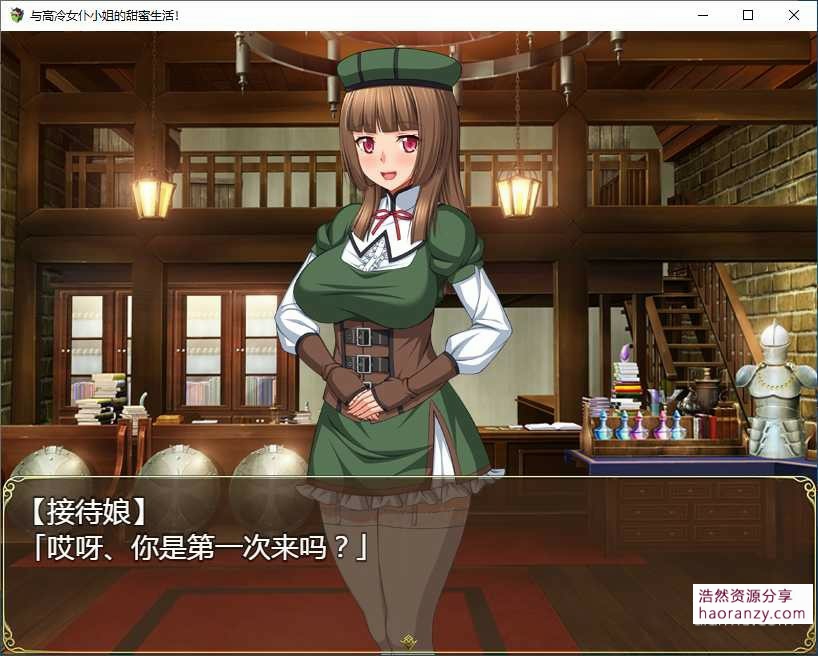 与高冷女仆小姐的甜蜜生活!
【接待娘】
「哎呀、你是第一次来吗？」
浩然资源分享
haoranzy.com